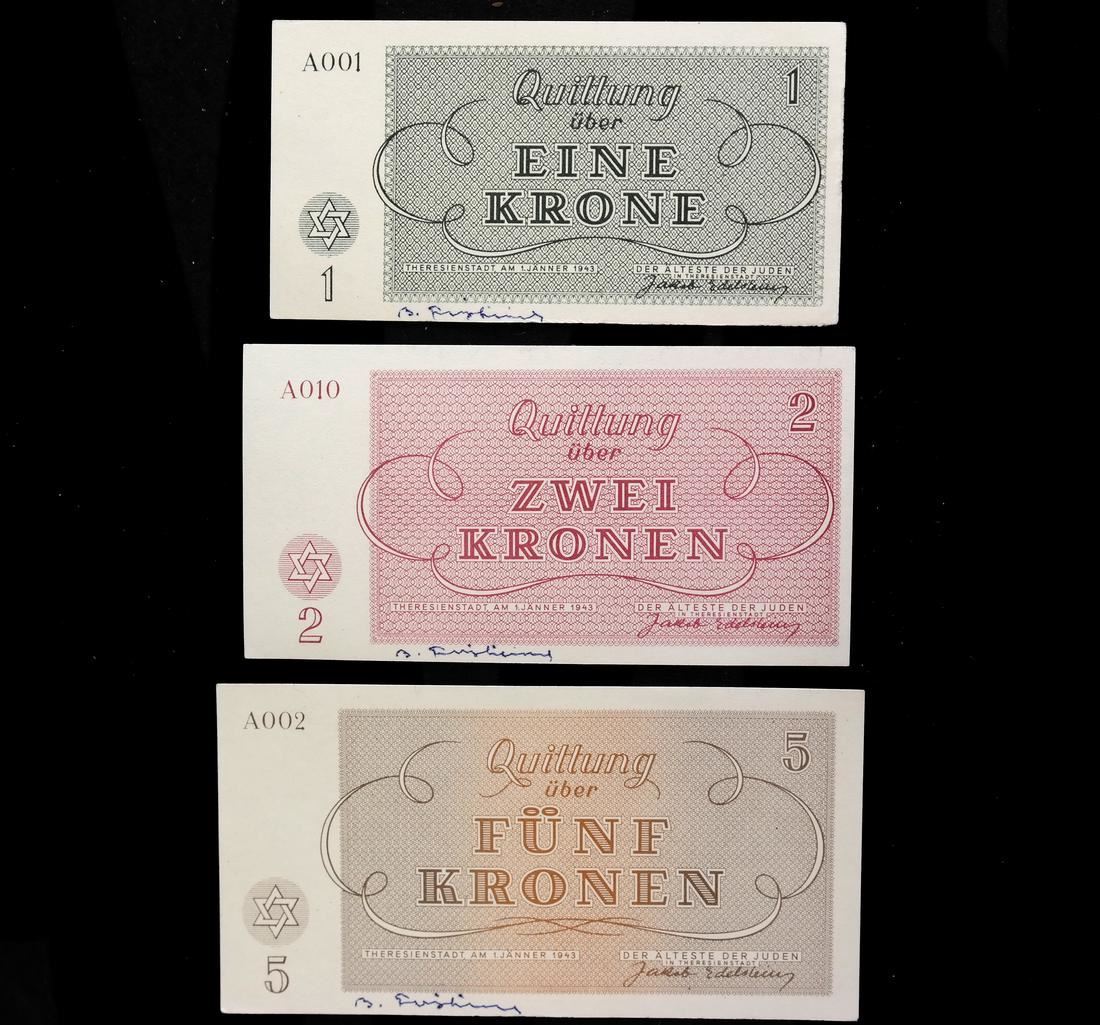 A001
1
Quittung
über
EINE
KRONE
THERESIENSTADT AM 1. JÄNNER 1943
DER ÄLTESTE DER JUDEN
IN THERESIENSTADT
Jakob Edelstein
1
A010
2
Quittung
über
ZWEI
KRONEN
THERESIENSTADT AM 1. JÄNNER 1943
DER ÄLTESTE DER JUDEN
IN THERESIENSTADT
Jakob Edelstein
2
A002
5
Quittung
über
FÜNF
KRONEN
THERESIENSTADT AM 1. JÄNNER 1943
DER ÄLTESTE DER JUDEN
IN THERESIENSTADT
Jakob Edelstein
5